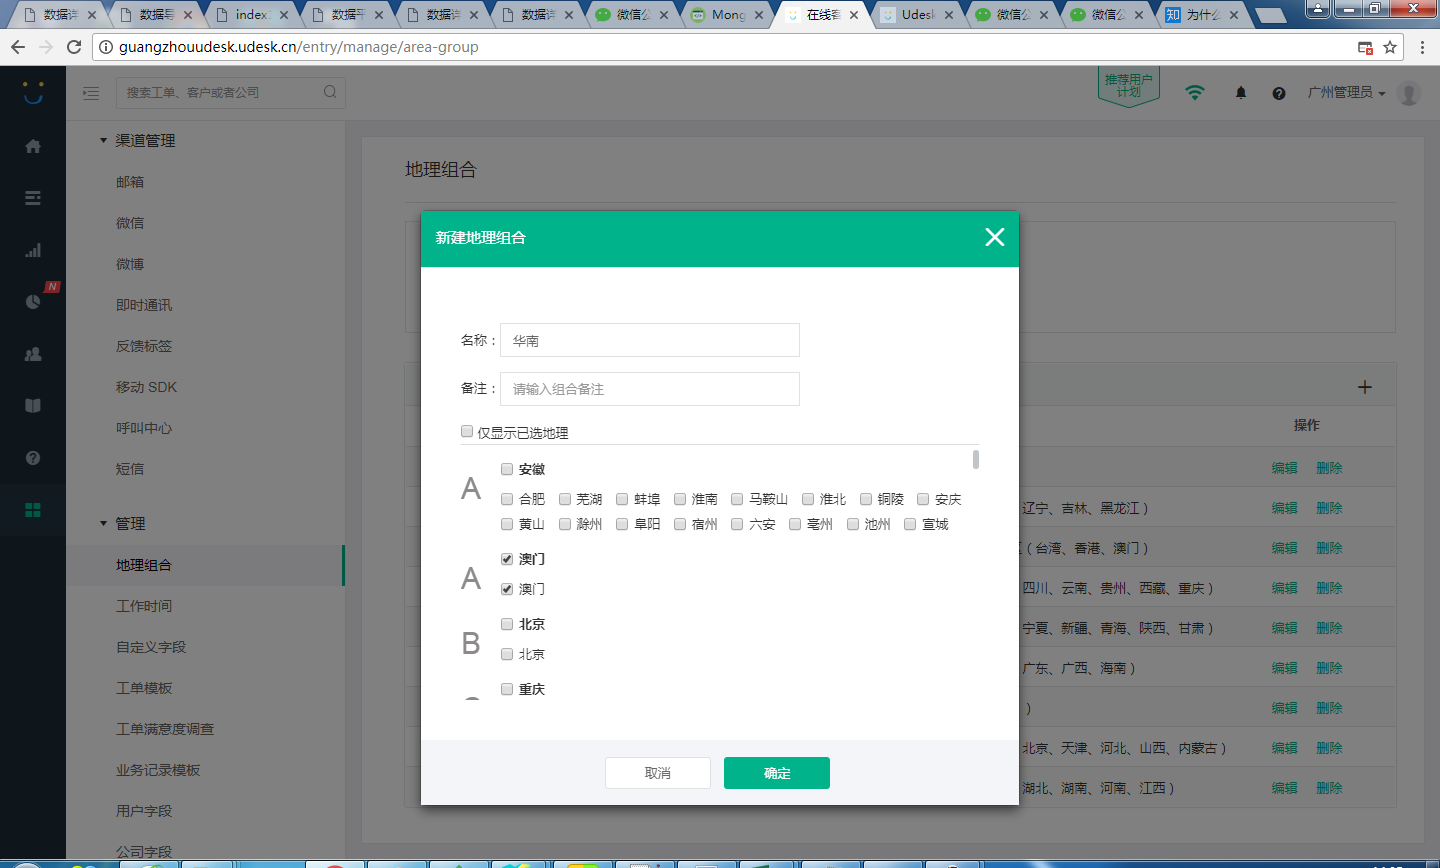 数据详
数据导
index
数据平
数据详
数据详
微信公
Mong
在线客
Udesk
微信公
微信公
知 为什么
guangzhouudesk.udesk.cn/entry/manage/area-group
搜索工单、客户或者公司
推荐用户
计划
广州管理员
N
渠道管理
邮箱
微信
微博
即时通讯
反馈标签
移动 SDK
呼叫中心
短信
管理
地理组合
工作时间
自定义字段
工单模板
工单满意度调查
业务记录模板
用户字段
公司字段
地理组合
新建地理组合
名称： 华南
备注： 请输入组合备注
仅显示已选地理
A 安徽
合肥 芜湖 蚌埠 淮南 马鞍山 淮北 铜陵 安庆
黄山 滁州 阜阳 宿州 六安 亳州 池州 宣城
A 澳门
澳门
B 北京
北京
重庆
取消 确定
操作
编辑 删除
辽宁、吉林、黑龙江） 编辑 删除
（台湾、香港、澳门） 编辑 删除
四川、云南、贵州、西藏、重庆） 编辑 删除
宁夏、新疆、青海、陕西、甘肃） 编辑 删除
广东、广西、海南） 编辑 删除
） 编辑 删除
北京、天津、河北、山西、内蒙古） 编辑 删除
湖北、湖南、河南、江西） 编辑 删除